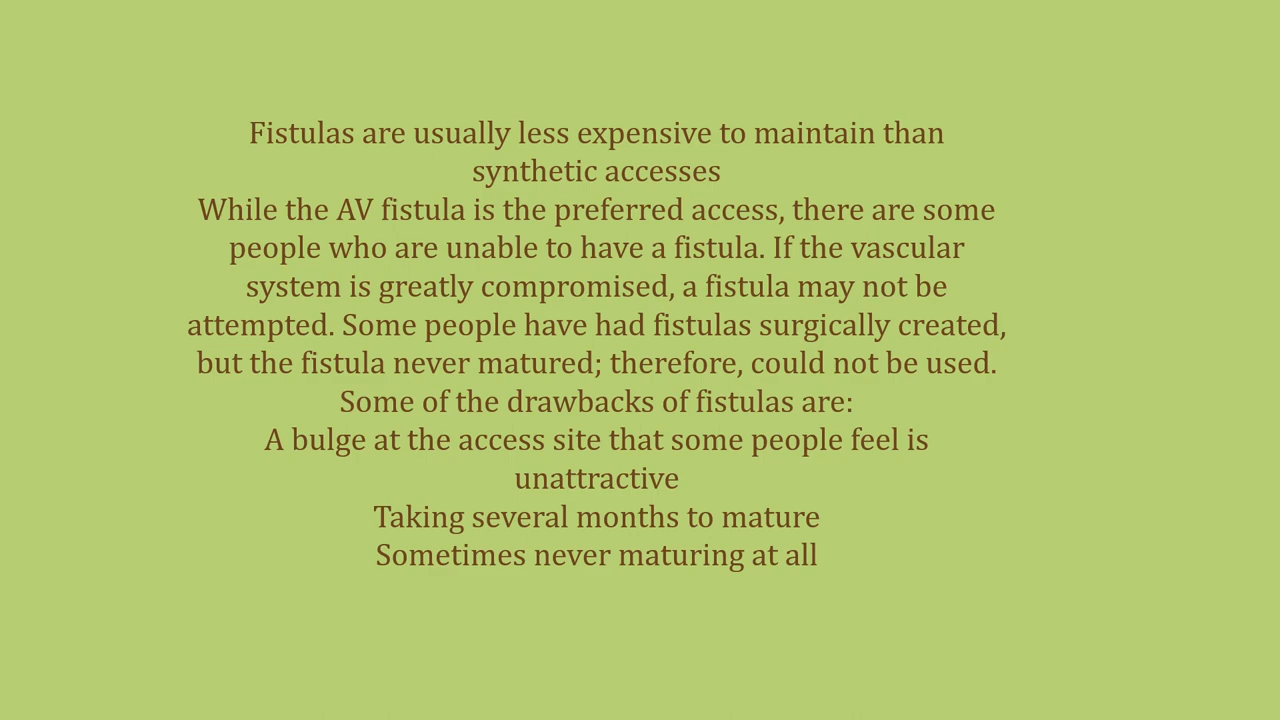 Fistulas are usually less expensive to maintain than
synthetic accesses
While the AV fistula is the preferred access, there are some
people who are unable to have a fistula. If the vascular
system is greatly compromised, a fistula may not be
attempted. Some people have had fistulas surgically created,
but the fistula never matured; therefore, could not be used.
Some of the drawbacks of fistulas are:
A bulge at the access site that some people feel is
unattractive
Taking several months to mature
Sometimes never maturing at all